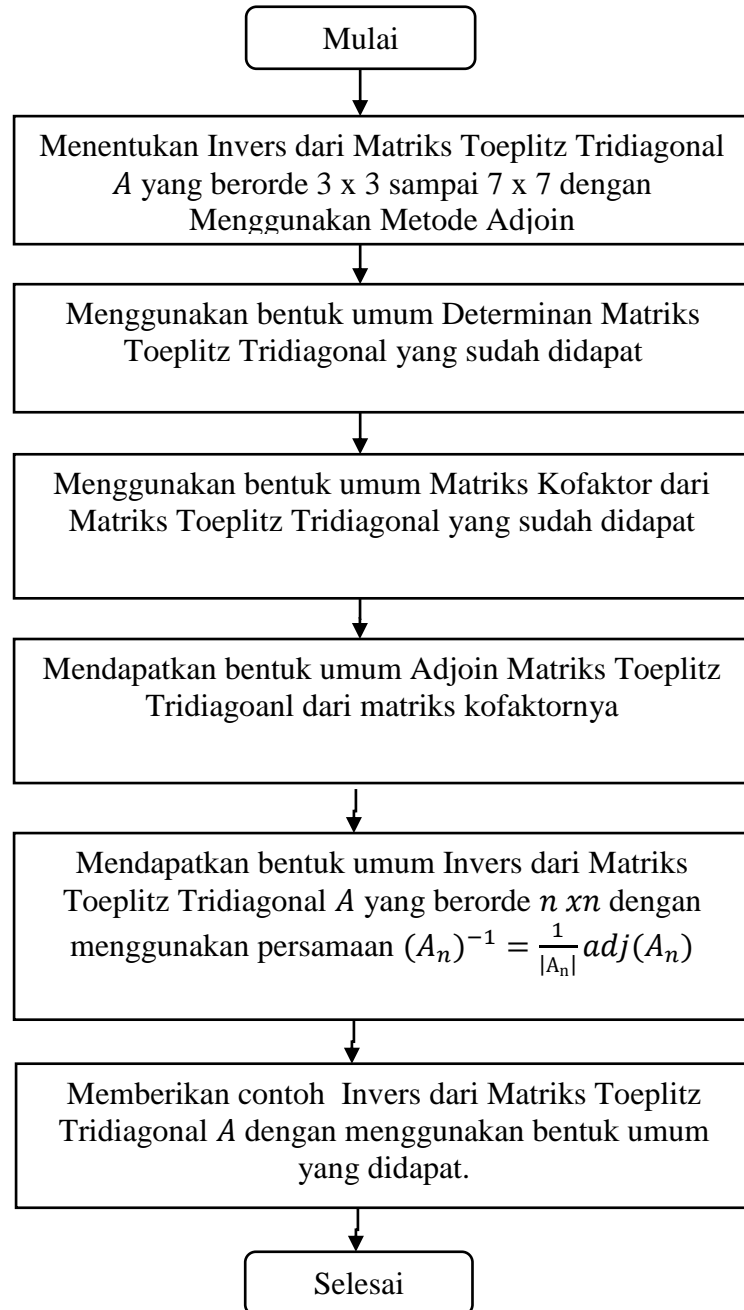 Mulai
Menentukan Invers dari Matriks Toeplitz Tridiagonal
A yang berorde 3 x 3 sampai 7 x 7 dengan
Menggunakan Metode Adjoin
Menggunakan bentuk umum Determinan Matriks
Toeplitz Tridiagonal yang sudah didapat
Menggunakan bentuk umum Matriks Kofaktor dari
Matriks Toeplitz Tridiagonal yang sudah didapat
Mendapatkan bentuk umum Adjoin Matriks Toeplitz
Tridiagoanl dari matriks kofaktornya
Mendapatkan bentuk umum Invers dari Matriks
Toeplitz Tridiagonal A yang berorde n xn dengan
menggunakan persamaan (Aₙ)⁻¹ = 1/|Aₙ| adj(Aₙ)
Memberikan contoh Invers dari Matriks Toeplitz
Tridiagonal A dengan menggunakan bentuk umum
yang didapat.
Selesai